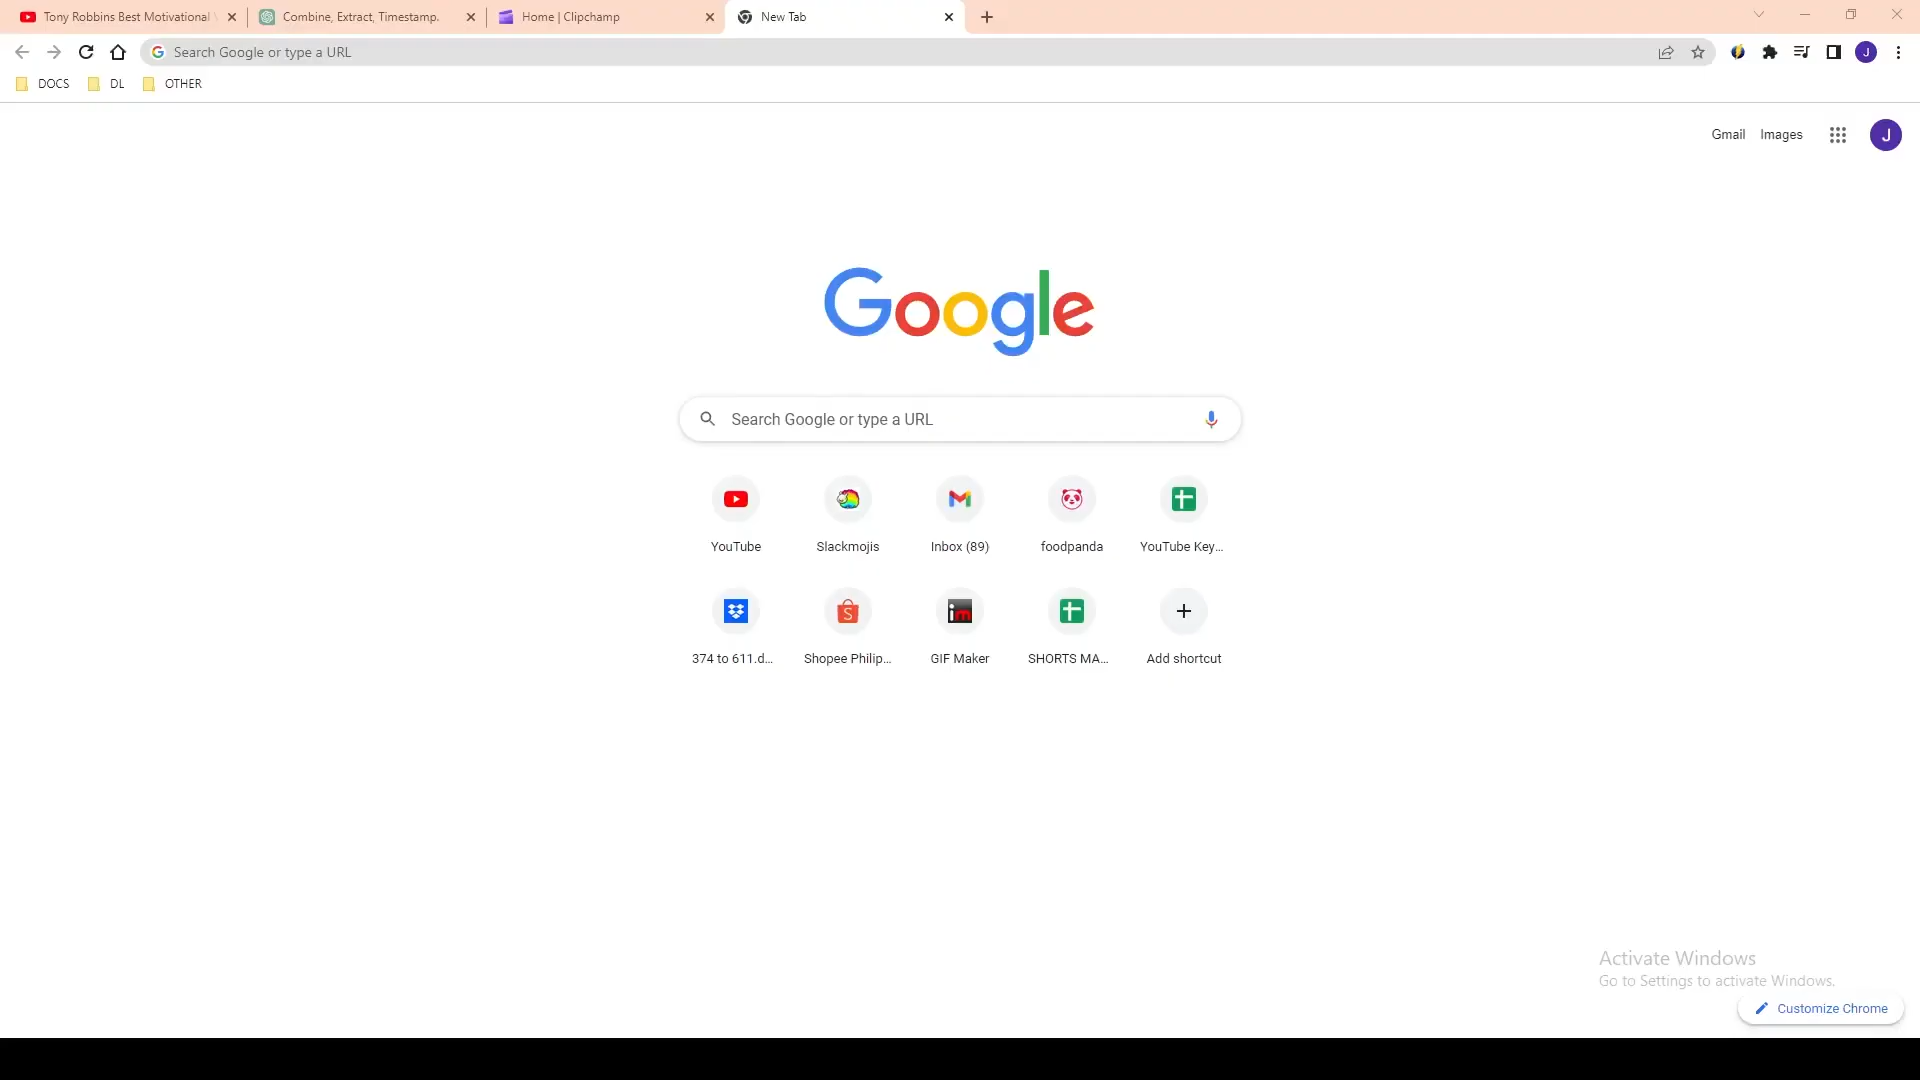 Tony Robbins Best Motivational
Combine, Extract, Timestamp.
Home | Clipchamp
New Tab
Search Google or type a URL
J
DOCS
DL
OTHER
Gmail
Images
J
Google
Search Google or type a URL
YouTube
Slackmojis
Inbox (89)
foodpanda
YouTube Key...
S
im
374 to 611.d...
Shopee Philip...
GIF Maker
SHORTS MA...
Add shortcut
Activate Windows
Go to Settings to activate Windows.
Customize Chrome